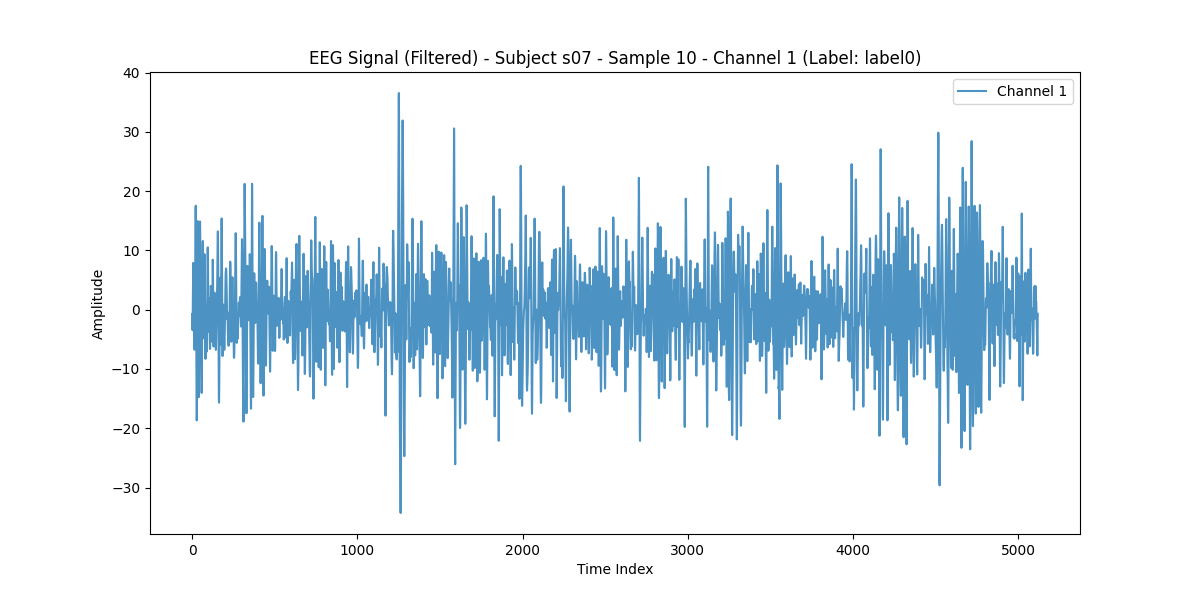 EEG Signal (Filtered) - Subject s07 - Sample 10 - Channel 1 (Label: label0)
Channel 1
40
30
20
10
0
−10
−20
−30
Amplitude
0 1000 2000 3000 4000 5000
Time Index